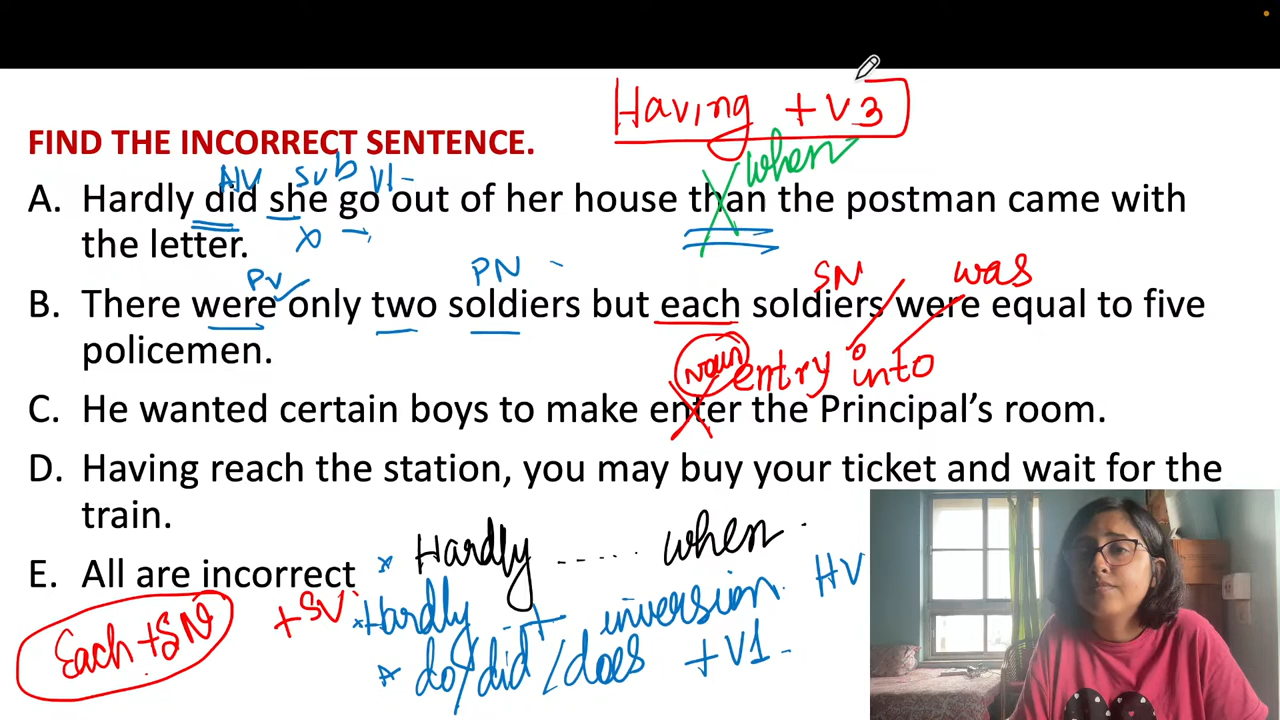 Having + V3
FIND THE INCORRECT SENTENCE.
when
HV Sub V1
A. Hardly did she go out of her house than the postman came with
the letter.
PV PN SN was
B. There were only two soldiers but each soldiers were equal to five
policemen.
noun entry into
C. He wanted certain boys to make enter the Principal's room.
D. Having reach the station, you may buy your ticket and wait for the
train.
* Hardly ..... when.
E. All are incorrect
Each + SN + SV
* Hardly + inversion. HV
* do/did/does + V1